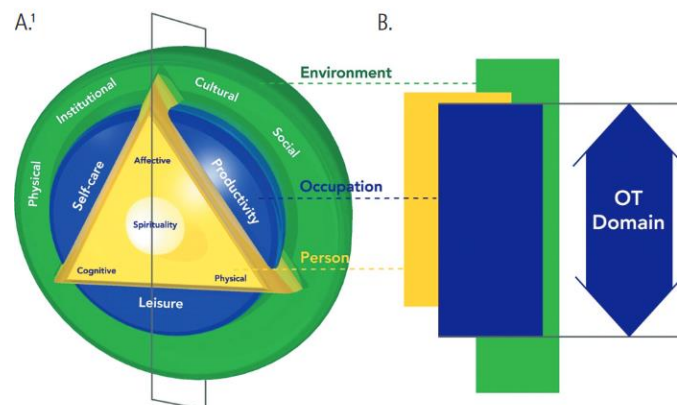 A.¹
B.
Environment
Occupation
Person
Physical
Institutional
Cultural
Social
Self-care
Productivity
Leisure
Affective
Spirituality
Cognitive
Physical
OT
Domain